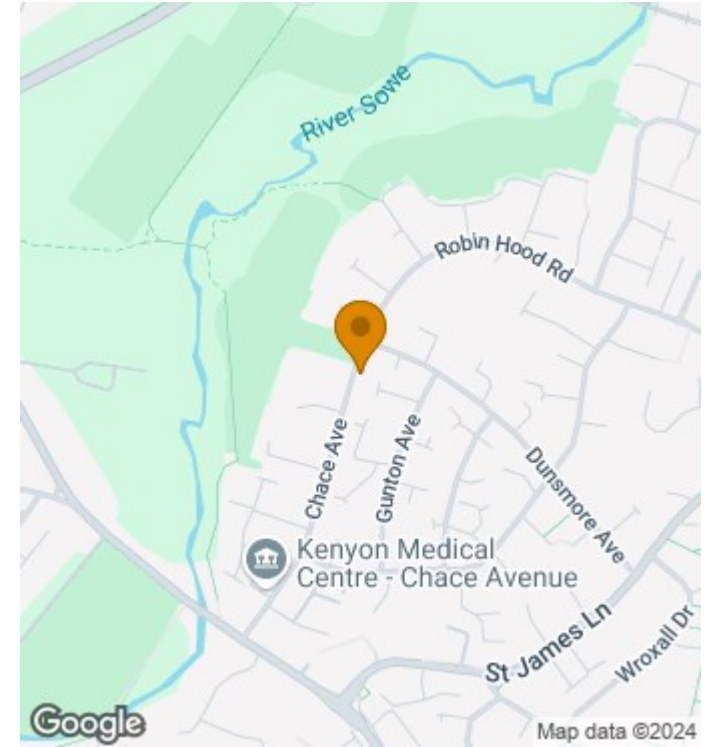 River Sowe
Robin Hood Rd
Chace Ave
Gunton Ave
Dunsmore Ave
Kenyon Medical
Centre - Chace Avenue
St James Ln
Wroxall Dr
Google
Map data ©2024